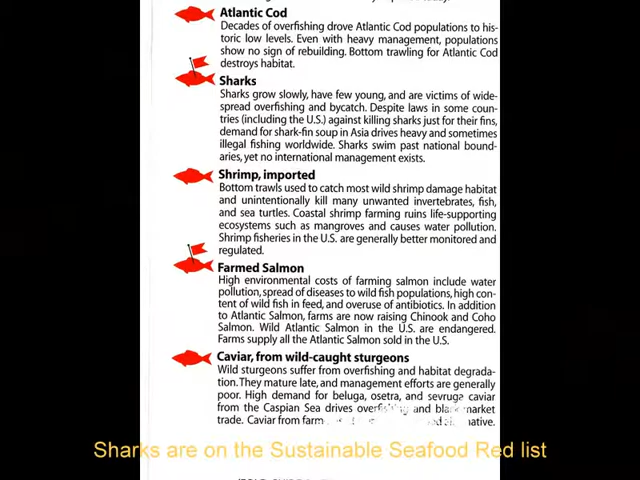 Atlantic Cod
Decades of overfishing drove Atlantic Cod populations to his-
toric low levels. Even with heavy management, populations
show no sign of rebuilding. Bottom trawling for Atlantic Cod
destroys habitat.
Sharks
Sharks grow slowly, have few young, and are victims of wide-
spread overfishing and bycatch. Despite laws in some coun-
tries (including the U.S.) against killing sharks just for their fins,
demand for shark-fin soup in Asia drives heavy and sometimes
illegal fishing worldwide. Sharks swim past national bound-
aries, yet no international management exists.
Shrimp, imported
Bottom trawls used to catch most wild shrimp damage habitat
and unintentionally kill many unwanted invertebrates, fish,
and sea turtles. Coastal shrimp farming ruins life-supporting
ecosystems such as mangroves and causes water pollution.
Shrimp fisheries in the U.S. are generally better monitored and
regulated.
Farmed Salmon
High environmental costs of farming salmon include water
pollution, spread of diseases to wild fish populations, high con-
tent of wild fish in feed, and overuse of antibiotics. In addition
to Atlantic Salmon, farms are now raising Chinook and Coho
Salmon. Wild Atlantic Salmon in the U.S. are endangered.
Farms supply all the Atlantic Salmon sold in the U.S.
Caviar, from wild-caught sturgeons
Wild sturgeons suffer from overfishing and habitat degrada-
tion. They mature late, and management efforts are generally
poor. High demand for beluga, osetra, and sevruga caviar
from the Caspian Sea drives overfishing and black market
trade. Caviar from farm
Sharks are on the Sustainable Seafood Red list